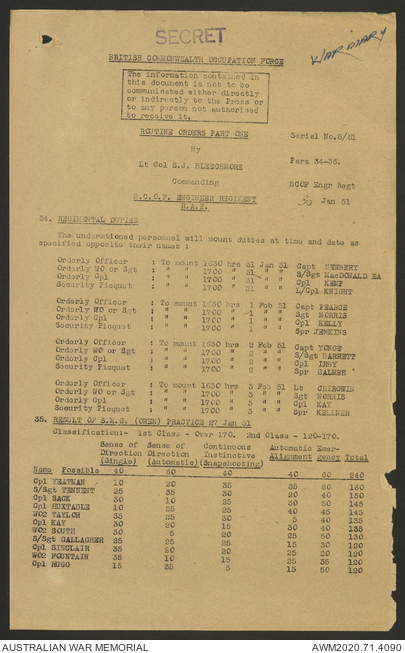 SECRET
WAR DIARY
BRITISH COMMONWEALTH OCCUPATION FORCE
The information contained in
this document is not to be
communicated either directly
or indirectly to the Press or
to any person not authorised
to receive it.
ROUTINE ORDERS PART ONE
Serial No.8/51
By
Lt Col S.J. BLEECHMORE
Para 34-35.
Commanding
BCOF Engr Regt
B.C.O.F. ENGINEER REGIMENT
R.A.E.
30 Jan 51
34. REGIMENTAL DUTIES
The undermentioned personnel will mount duties at time and date as
specified opposite their names :
Orderly Officer : To mount 1630 hrs 31 Jan 51 Capt NEWBERY
Orderly WO or Sgt : " " 1700 " 31 " S/Sgt MacDONALD EA
Orderly Cpl : " " 1700 " 31 " " Cpl KEMP
Security Picquet : " " 1700 " 31 " " L/Cpl KNIGHT
Orderly Officer : To mount 1630 hrs 1 Feb 51 Capt PEARCE
Orderly WO or Sgt : " " 1700 " 1 " " Sgt NORRIS
Orderly Cpl : " " 1700 " 1 " " Cpl KELLY
Security Picquet : " " 1700 " 1 " " Spr JENKINS
Orderly Officer : To mount 1630 hrs 2 Feb 51 Capt YONGE
Orderly WO or Sgt : " " 1700 " 2 " " S/Sgt BARRETT
Orderly Cpl : " " 1700 " 2 " " Cpl IRBY
Security Picquet : " " 1700 " 2 " " Spr BALMER
Orderly Officer : To mount 1630 hrs 3 Feb 51 Lt CHIRGWIN
Orderly WO or Sgt : " " 1700 " 3 " " Sgt NORRIS
Orderly Cpl : " " 1700 " 3 " " Cpl KAY
Security Picquet : " " 1700 " 3 " " Spr KELLNER
35. RESULT OF S.M.G. (OWEN) PRACTICE 27 Jan 51
Classification:- 1st Class - Over 170. 2nd Class - 120-170.
Sense of Sense of Continuous Automatic Emer-
Direction Direction Instinctive Allignment gency Total
(Single) (Automatic) (Snapshooting)
Name Possible 40 60 40 40 60 240
Cpl YEATMAN 10 20 35 35 50 150
S/Sgt TENNENT 25 35 30 20 40 150
Cpl SACK 30 10 30 30 50 150
Cpl HUXTABLE 10 25 25 40 45 145
WO2 TAYLOR 35 25 25 20 40 145
Cpl KAY 30 20 30 5 40 135
WO2 SOUTH 30 5 15 30 40 135
S/Sgt GALLAGHER 25 25 20 20 50 130
Cpl SINCLAIR 35 20 25 15 30 120
WO2 FOUNTAIN 35 10 15 25 20 120
Cpl HUGG 15 35 15 25 35 120
5 15 50 120
AUSTRALIAN WAR MEMORIAL
AWM2020.71.4090